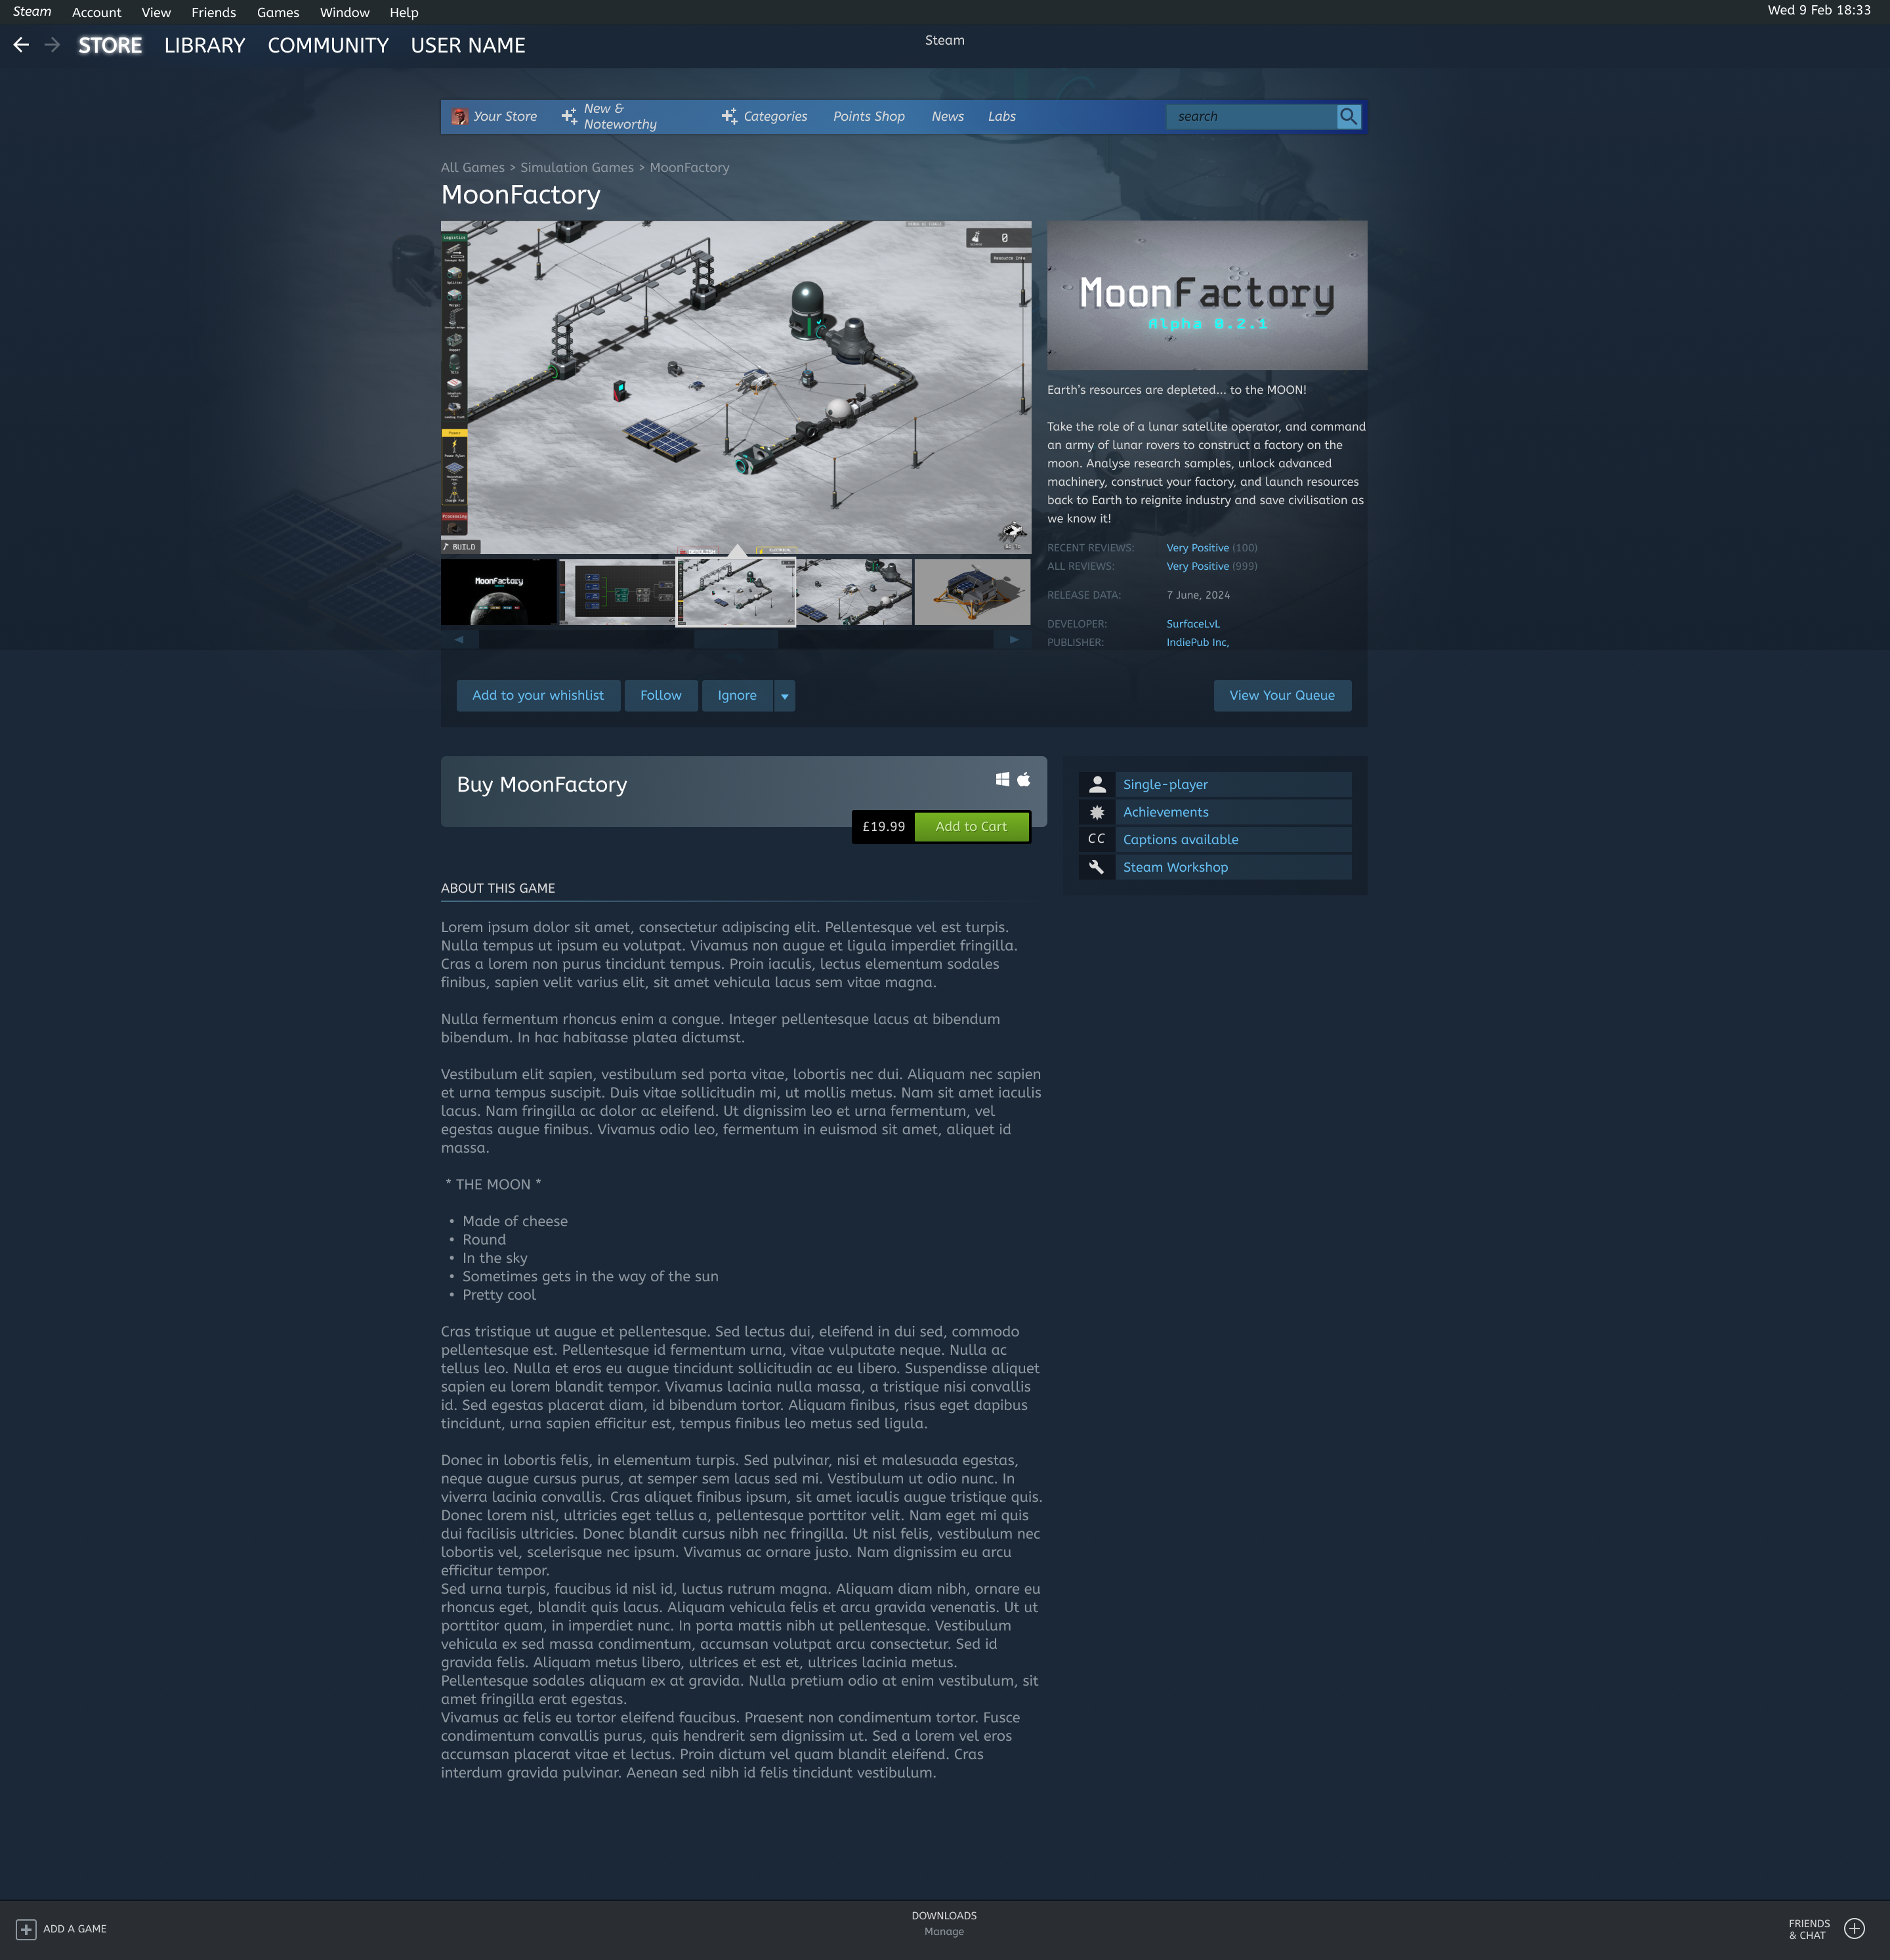 Steam Account View Friends Games Window Help
Wed 9 Feb 18:33
STORE LIBRARY COMMUNITY USER NAME
Steam
Your Store
New &
Noteworthy
Categories
Points Shop
News
Labs
search
All Games > Simulation Games > MoonFactory
MoonFactory
Logistics
0
Resource Info
Power
Processing
BUILD
DEMOLISH
MoonFactory
Alpha 0.2.1
Earth's resources are depleted... to the MOON!
Take the role of a lunar satellite operator, and command
an army of lunar rovers to construct a factory on the
moon. Analyse research samples, unlock advanced
machinery, construct your factory, and launch resources
back to Earth to reignite industry and save civilisation as
we know it!
RECENT REVIEWS: Very Positive (100)
ALL REVIEWS: Very Positive (999)
RELEASE DATA: 7 June, 2024
DEVELOPER: SurfaceLvL
PUBLISHER: IndiePub Inc,
MoonFactory
Add to your whishlist
Follow
Ignore
View Your Queue
Buy MoonFactory
£19.99
Add to Cart
Single-player
Achievements
CC Captions available
Steam Workshop
ABOUT THIS GAME
Lorem ipsum dolor sit amet, consectetur adipiscing elit. Pellentesque vel est turpis.
Nulla tempus ut ipsum eu volutpat. Vivamus non augue et ligula imperdiet fringilla.
Cras a lorem non purus tincidunt tempus. Proin iaculis, lectus elementum sodales
finibus, sapien velit varius elit, sit amet vehicula lacus sem vitae magna.
Nulla fermentum rhoncus enim a congue. Integer pellentesque lacus at bibendum
bibendum. In hac habitasse platea dictumst.
Vestibulum elit sapien, vestibulum sed porta vitae, lobortis nec dui. Aliquam nec sapien
et urna tempus suscipit. Duis vitae sollicitudin mi, ut mollis metus. Nam sit amet iaculis
lacus. Nam fringilla ac dolor ac eleifend. Ut dignissim leo et urna fermentum, vel
egestas augue finibus. Vivamus odio leo, fermentum in euismod sit amet, aliquet id
massa.
* THE MOON *
• Made of cheese
• Round
• In the sky
• Sometimes gets in the way of the sun
• Pretty cool
Cras tristique ut augue et pellentesque. Sed lectus dui, eleifend in dui sed, commodo
pellentesque est. Pellentesque id fermentum urna, vitae vulputate neque. Nulla ac
tellus leo. Nulla et eros eu augue tincidunt sollicitudin ac eu libero. Suspendisse aliquet
sapien eu lorem blandit tempor. Vivamus lacinia nulla massa, a tristique nisi convallis
id. Sed egestas placerat diam, id bibendum tortor. Aliquam finibus, risus eget dapibus
tincidunt, urna sapien efficitur est, tempus finibus leo metus sed ligula.
Donec in lobortis felis, in elementum turpis. Sed pulvinar, nisi et malesuada egestas,
neque augue cursus purus, at semper sem lacus sed mi. Vestibulum ut odio nunc. In
viverra lacinia convallis. Cras aliquet finibus ipsum, sit amet iaculis augue tristique quis.
Donec lorem nisl, ultricies eget tellus a, pellentesque porttitor velit. Nam eget mi quis
dui facilisis ultricies. Donec blandit cursus nibh nec fringilla. Ut nisl felis, vestibulum nec
lobortis vel, scelerisque nec ipsum. Vivamus ac ornare justo. Nam dignissim eu arcu
efficitur tempor.
Sed urna turpis, faucibus id nisl id, luctus rutrum magna. Aliquam diam nibh, ornare eu
rhoncus eget, blandit quis lacus. Aliquam vehicula felis et arcu gravida venenatis. Ut ut
porttitor quam, in imperdiet nunc. In porta mattis nibh ut pellentesque. Vestibulum
vehicula ex sed massa condimentum, accumsan volutpat arcu consectetur. Sed id
gravida felis. Aliquam metus libero, ultrices et est et, ultrices lacinia metus.
Pellentesque sodales aliquam ex at gravida. Nulla pretium odio at enim vestibulum, sit
amet fringilla erat egestas.
Vivamus ac felis eu tortor eleifend faucibus. Praesent non condimentum tortor. Fusce
condimentum convallis purus, quis hendrerit sem dignissim ut. Sed a lorem vel eros
accumsan placerat vitae et lectus. Proin dictum vel quam blandit eleifend. Cras
interdum gravida pulvinar. Aenean sed nibh id felis tincidunt vestibulum.
ADD A GAME
DOWNLOADS
Manage
FRIENDS
& CHAT